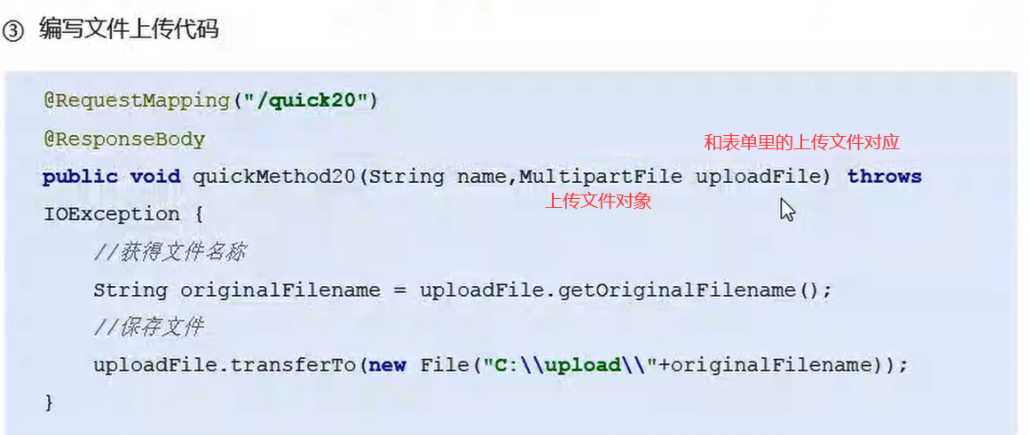 ③ 编写文件上传代码
@RequestMapping("/quick20")
@ResponseBody
和表单里的上传文件对应
public void quickMethod20(String name,MultipartFile uploadFile) throws
上传文件对象
IOException {
//获得文件名称
String originalFilename = uploadFile.getOriginalFilename();
//保存文件
uploadFile.transferTo(new File("C:\\upload\\"+originalFilename));
}